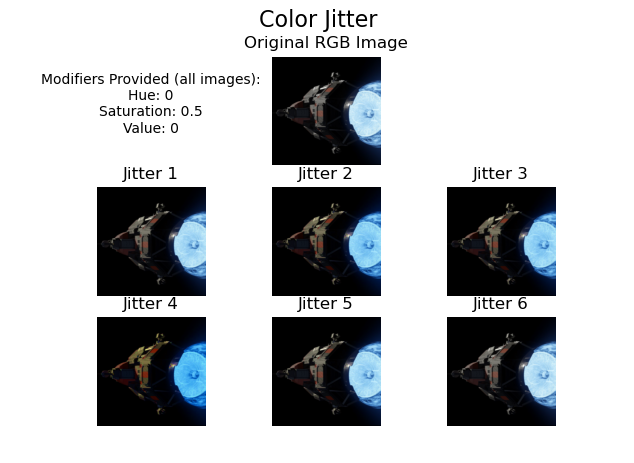 Color Jitter
Original RGB Image
Modifiers Provided (all images):
Hue: 0
Saturation: 0.5
Value: 0
Jitter 1
Jitter 2
Jitter 3
Jitter 4
Jitter 5
Jitter 6